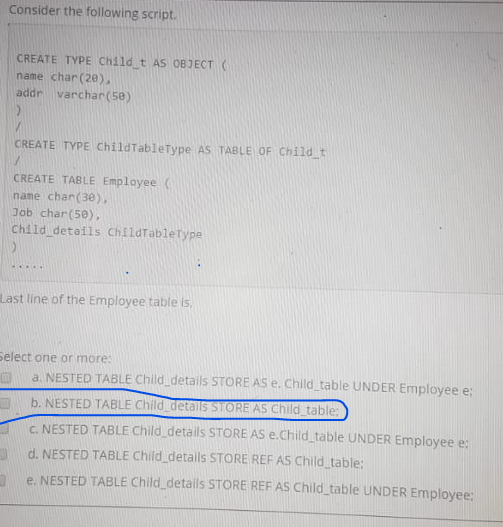 Consider the following script.
CREATE TYPE Child_t AS OBJECT (
name char(20),
addr varchar(50)
)
/
CREATE TYPE ChildTableType AS TABLE OF Child_t
/
CREATE TABLE Employee (
name char(30),
Job char(50),
Child_details ChildTableType
)
.....
Last line of the Employee table is,
Select one or more:
a. NESTED TABLE Child_details STORE AS e. Child_table UNDER Employee e;
b. NESTED TABLE Child_details STORE AS Child_table;
c. NESTED TABLE Child_details STORE AS e.Child_table UNDER Employee e;
d. NESTED TABLE Child_details STORE REF AS Child_table;
e. NESTED TABLE Child_details STORE REF AS Child_table UNDER Employee;